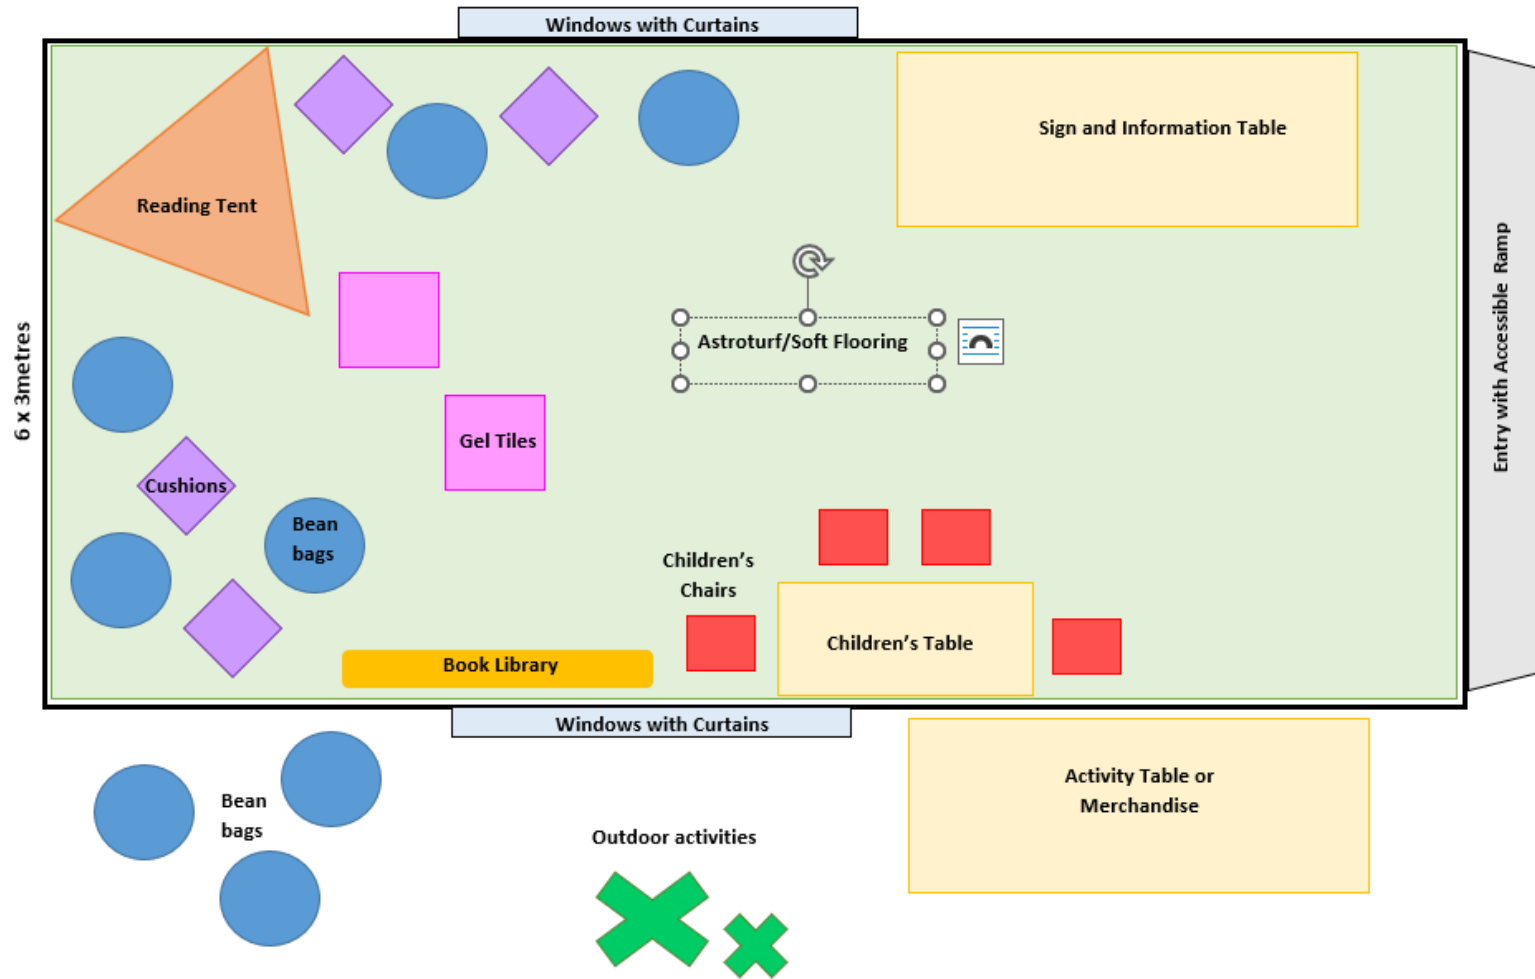 Windows with Curtains
Sign and Information Table
Reading Tent
6 x 3metres
Entry with Accessible Ramp
Astroturf/Soft Flooring
Gel Tiles
Cushions
Bean
bags
Children's
Chairs
Children's Table
Book Library
Windows with Curtains
Activity Table or
Merchandise
Bean
bags
Outdoor activities